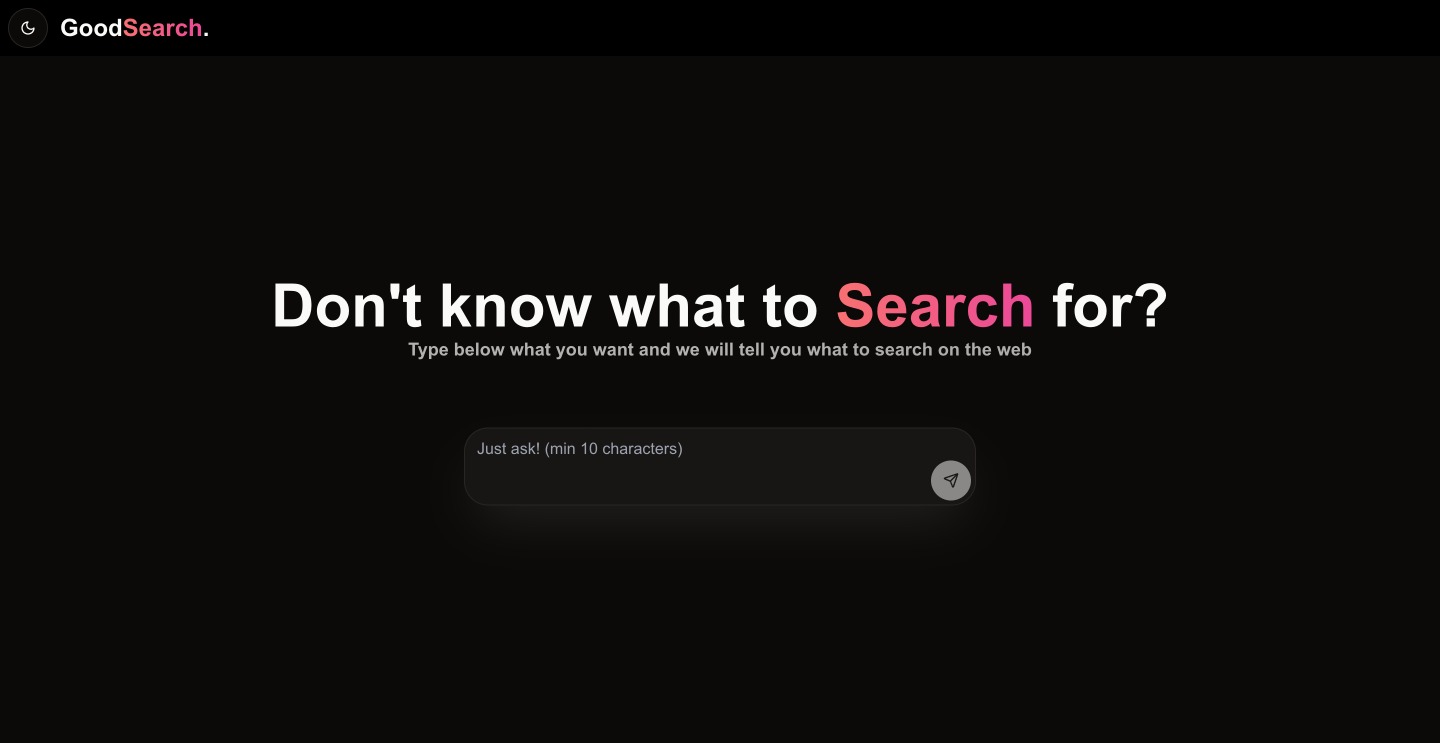 GoodSearch.
Don't know what to Search for?
Type below what you want and we will tell you what to search on the web
Just ask! (min 10 characters)